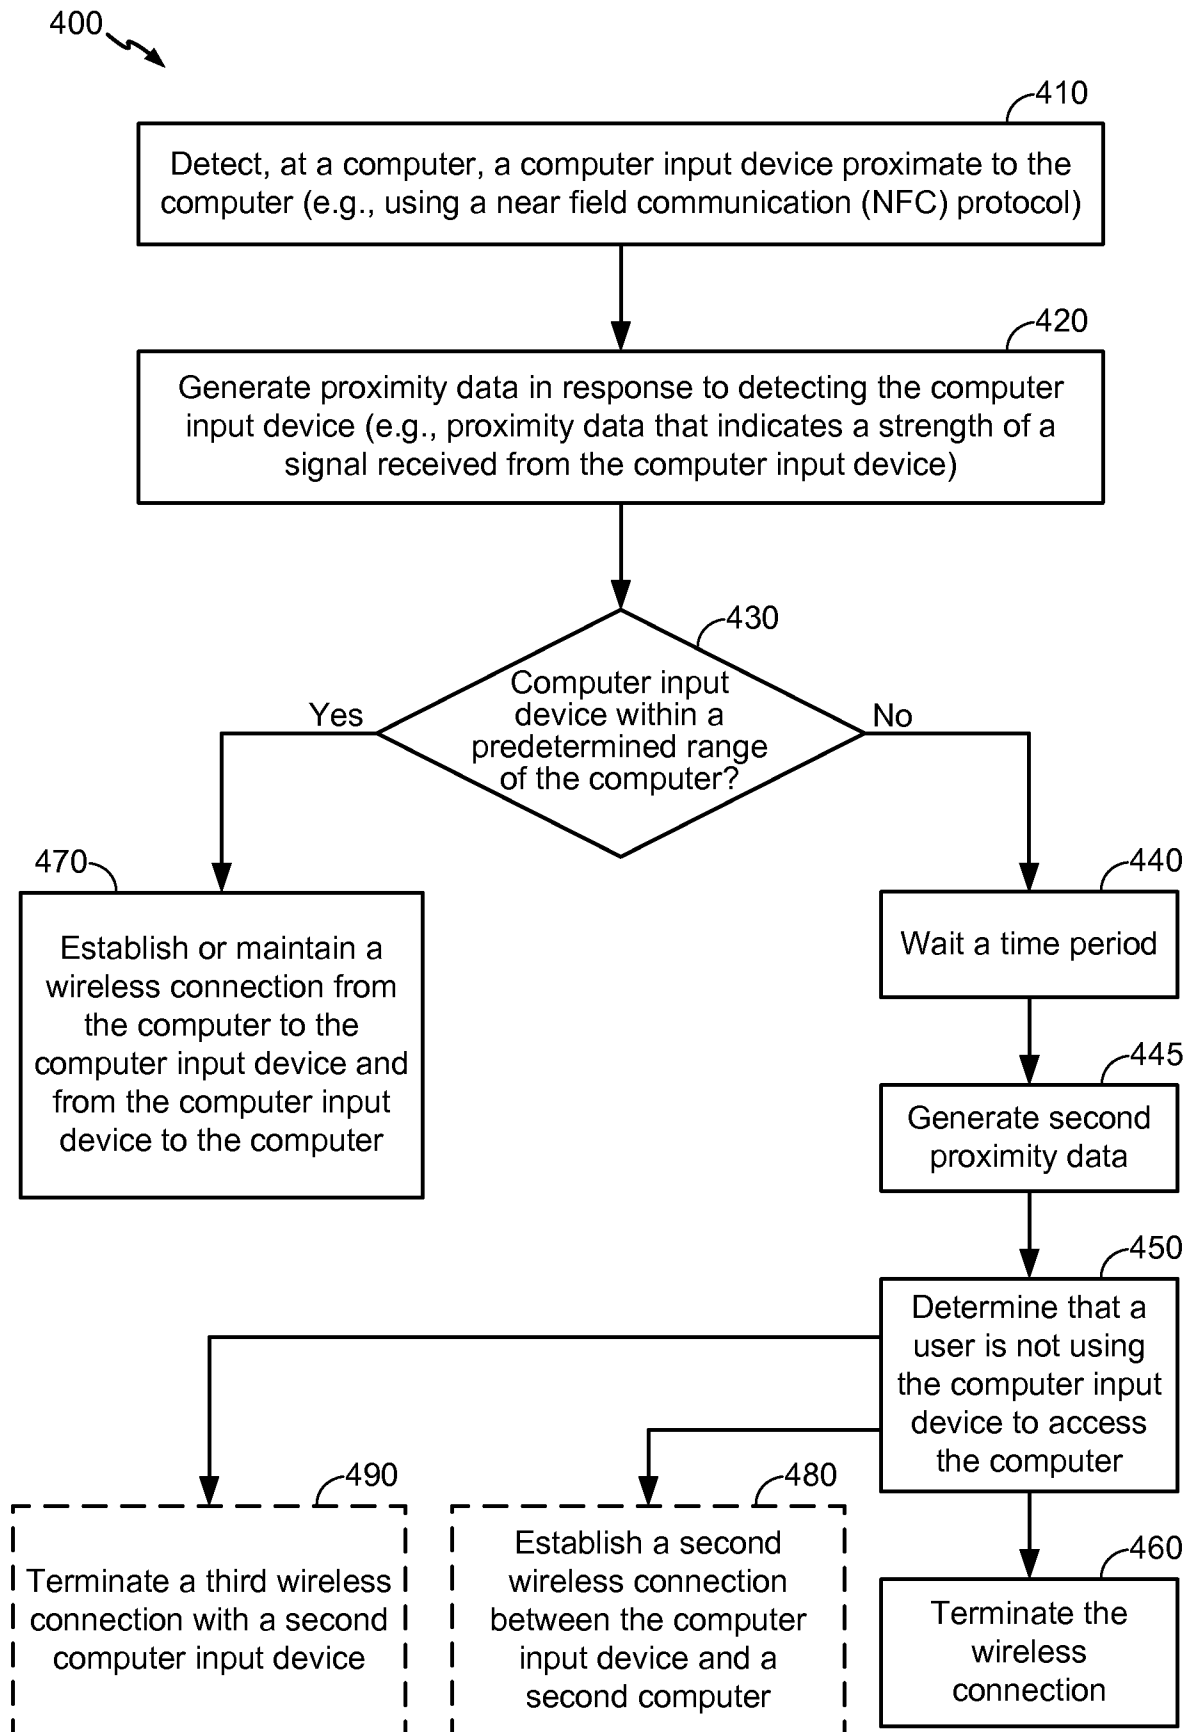 400
410
Detect, at a computer, a computer input device proximate to the
computer (e.g., using a near field communication (NFC) protocol)
420
Generate proximity data in response to detecting the computer
input device (e.g., proximity data that indicates a strength of a
signal received from the computer input device)
430
Computer input
device within a
predetermined range
of the computer?
Yes
No
470
Establish or maintain a
wireless connection from
the computer to the
computer input device and
from the computer input
device to the computer
440
Wait a time period
445
Generate second
proximity data
450
Determine that a
user is not using
the computer input
device to access
the computer
490
Terminate a third wireless
connection with a second
computer input device
480
Establish a second
wireless connection
between the computer
input device and a
second computer
460
Terminate the
wireless
connection